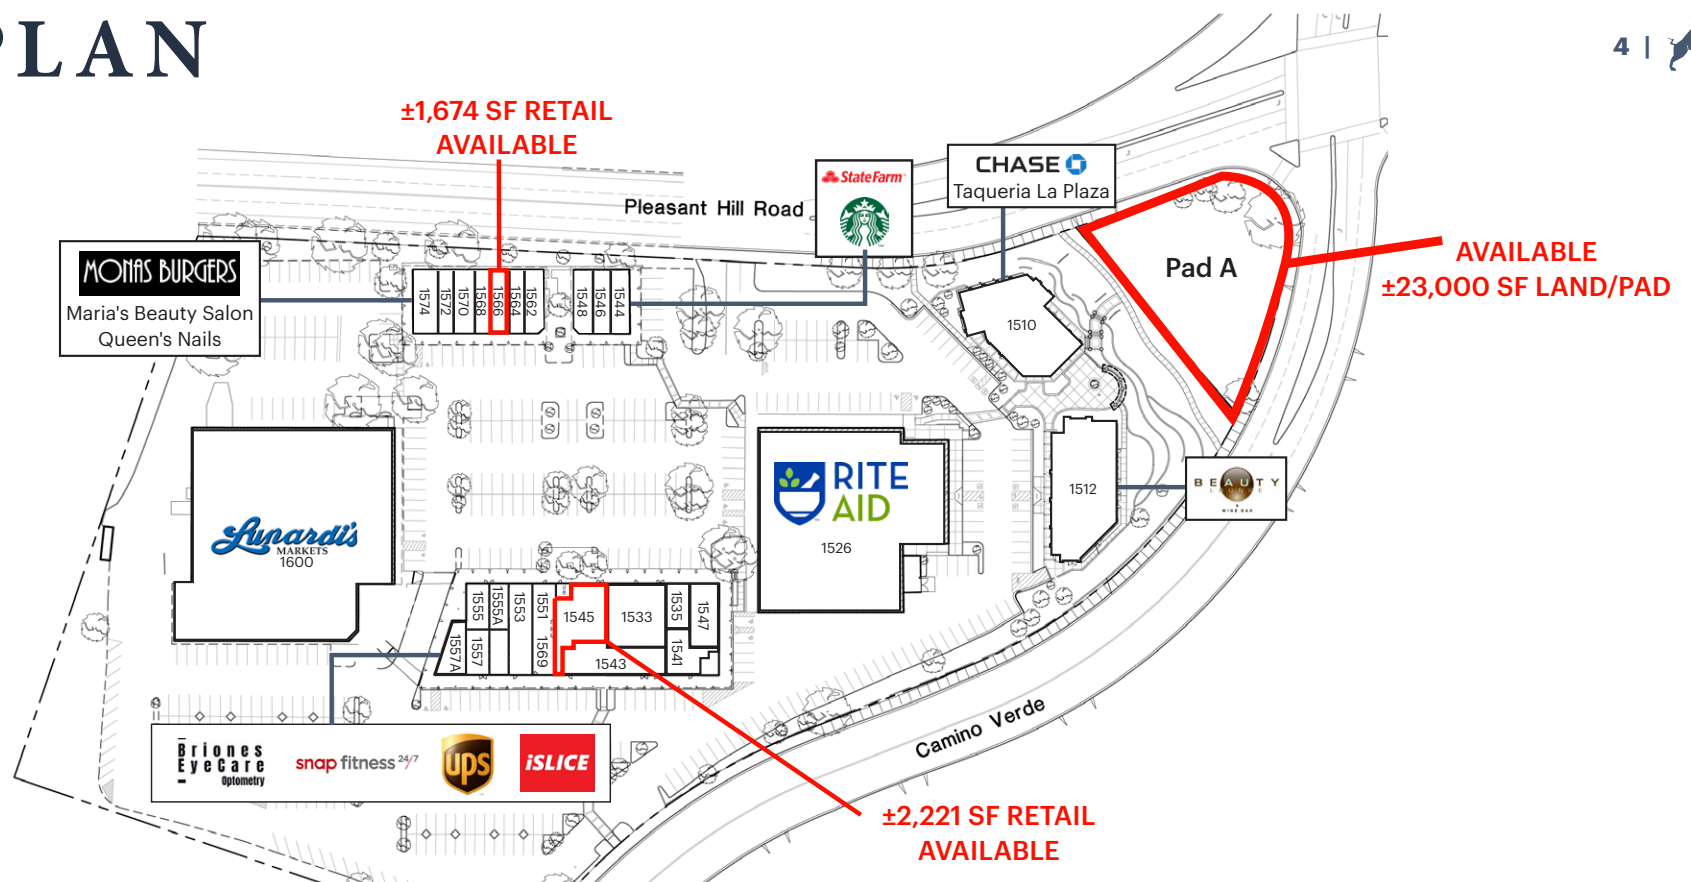 PLAN
4 |
±1,674 SF RETAIL
AVAILABLE
StateFarm
CHASE
Taqueria La Plaza
Pleasant Hill Road
MONAS BURGERS
Maria's Beauty Salon
Queen's Nails
AVAILABLE
±23,000 SF LAND/PAD
Pad A
1574
1572
1570
1568
1566
1564
1562
1548
1546
1544
1510
1512
BEAUTY
LOUNGE
&
WINE BAR
Lunardi's
MARKETS
1600
RITE
AID
1526
1555
1555A
1553
1551
1545
1533
1535
1547
1557A
1557
1569
1543
1541
Camino Verde
Briones
EyeCare
Optometry
snap fitness 24/7
ups
iSLICE
±2,221 SF RETAIL
AVAILABLE